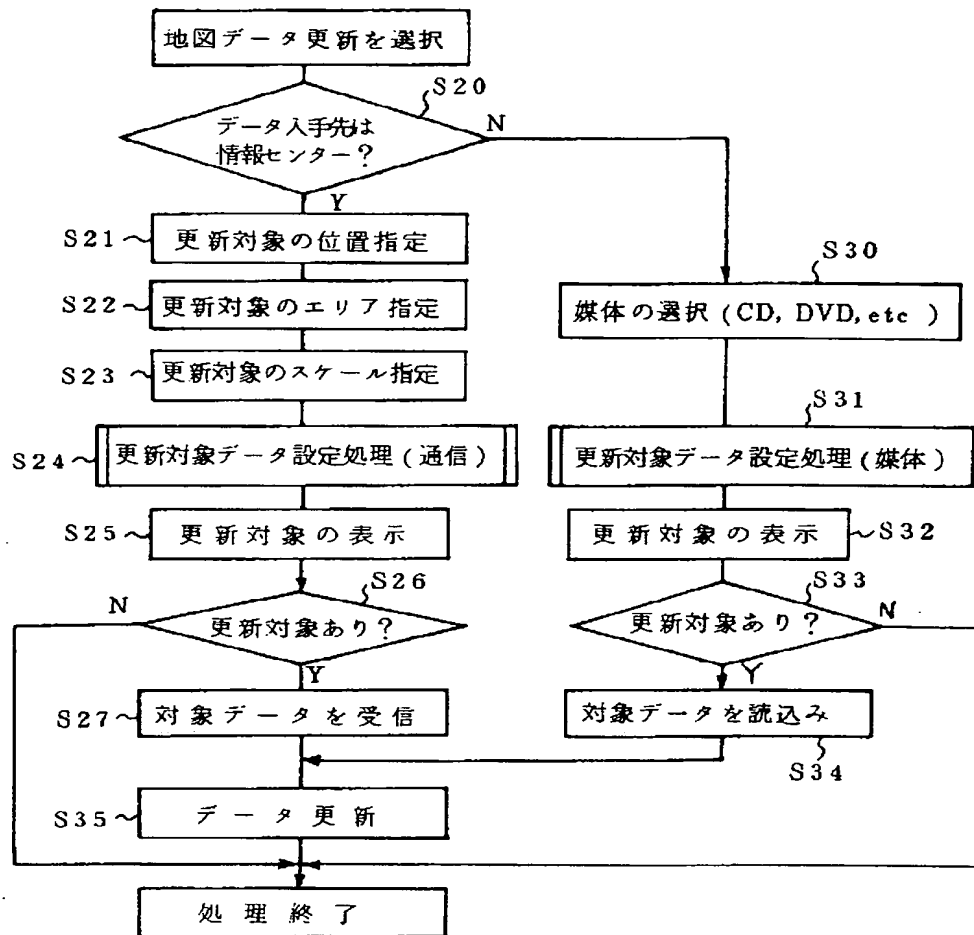 地図データ更新を選択
S20
データ入手先は
情報センター?
N
Y
S21
更新対象の位置指定
S22
更新対象のエリア指定
S23
更新対象のスケール指定
S24
更新対象データ設定処理(通信)
S25
更新対象の表示
S26
更新対象あり?
N
Y
S27
対象データを受信
S30
媒体の選択(CD, DVD, etc )
S31
更新対象データ設定処理(媒体)
更新対象の表示
S32
S33
更新対象あり?
N
Y
対象データを読込み
S34
S35
データ更新
処理終了